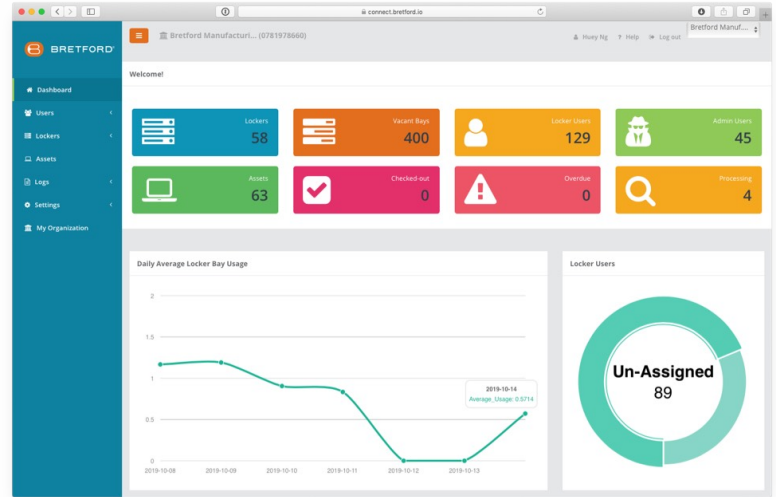 connect.bretford.io
BRETFORD
Bretford Manufacturi... (0781978660)
Huey Ng ? Help Log out
Bretford Manuf...
Welcome!
Dashboard
Users
Lockers
Assets
Logs
Settings
My Organization
Lockers
58
Vacant Bays
400
Locker Users
129
Admin Users
45
Assets
63
Checked-out
0
Overdue
0
Processing
4
Daily Average Locker Bay Usage
2
1.5
1
0.5
0
2019-10-08 2019-10-09 2019-10-10 2019-10-11 2019-10-12 2019-10-13
2019-10-14
Average_Usage: 0.5714
Locker Users
Un-Assigned
89